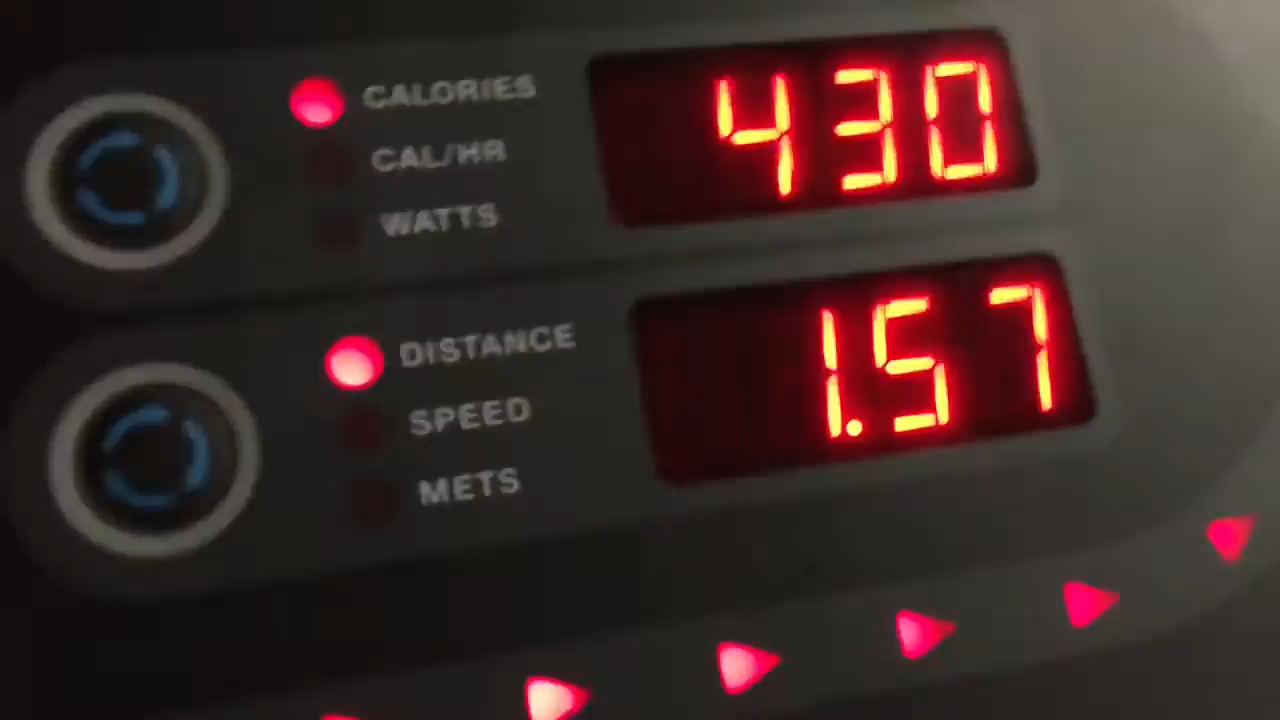 CALORIES
430
CAL/HR
WATTS
DISTANCE
1.57
SPEED
METS